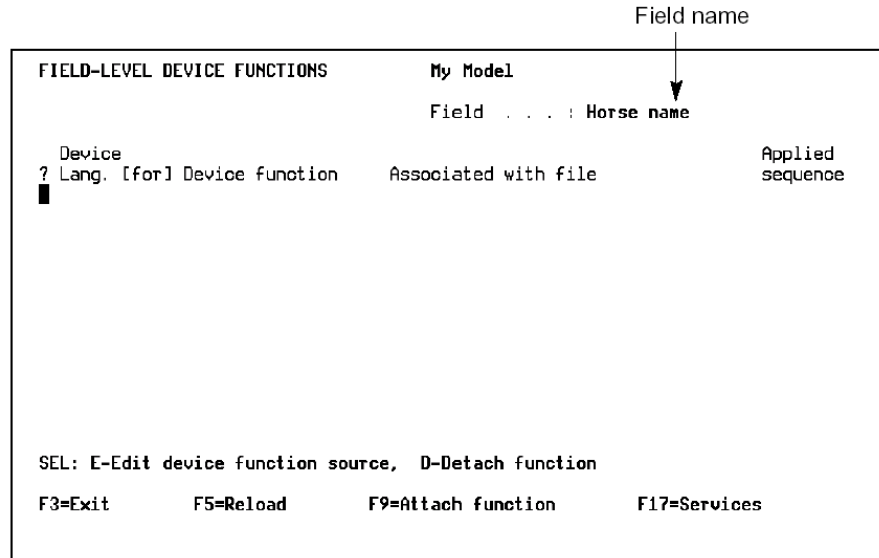 Field name
FIELD-LEVEL DEVICE FUNCTIONS My Model
Field . . . : Horse name
Device Applied
? Lang. [for] Device function Associated with file sequence
SEL: E-Edit device function source, D-Detach function
F3=Exit F5=Reload F9=Attach function F17=Services